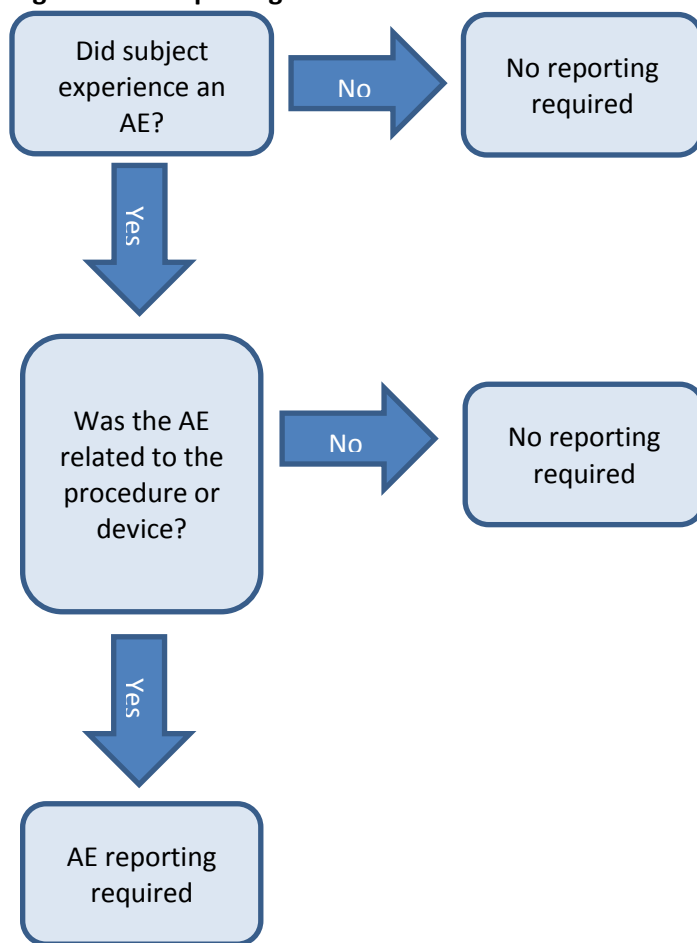 Did subject
experience an
AE?
No
No reporting
required
Yes
Was the AE
related to the
procedure or
device?
No
No reporting
required
Yes
AE reporting
required